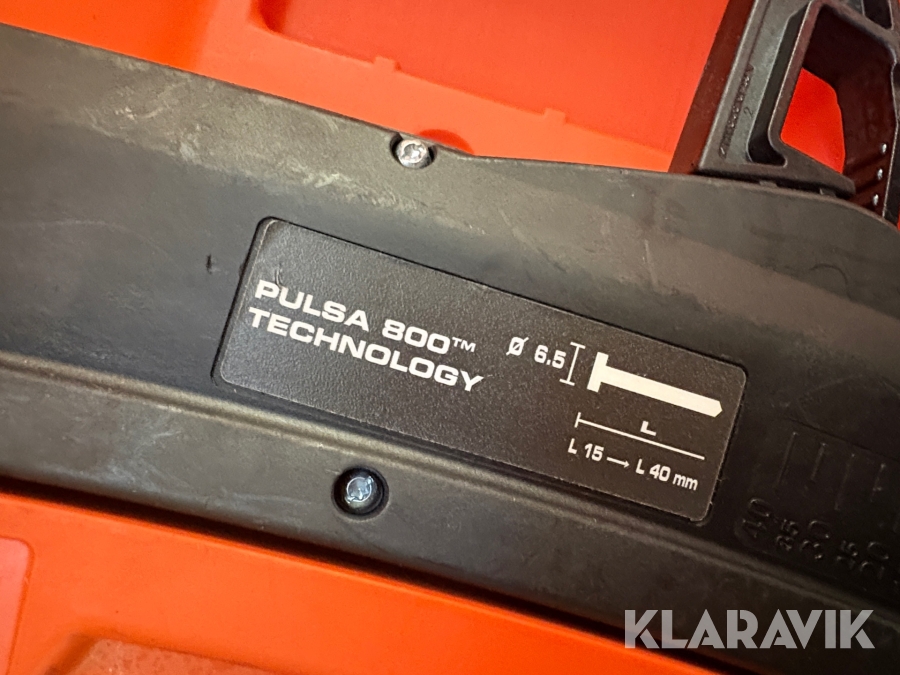 PULSA 800™
TECHNOLOGY
Ø 6.5
L
L 15 → L 40 mm
KLARAVIK